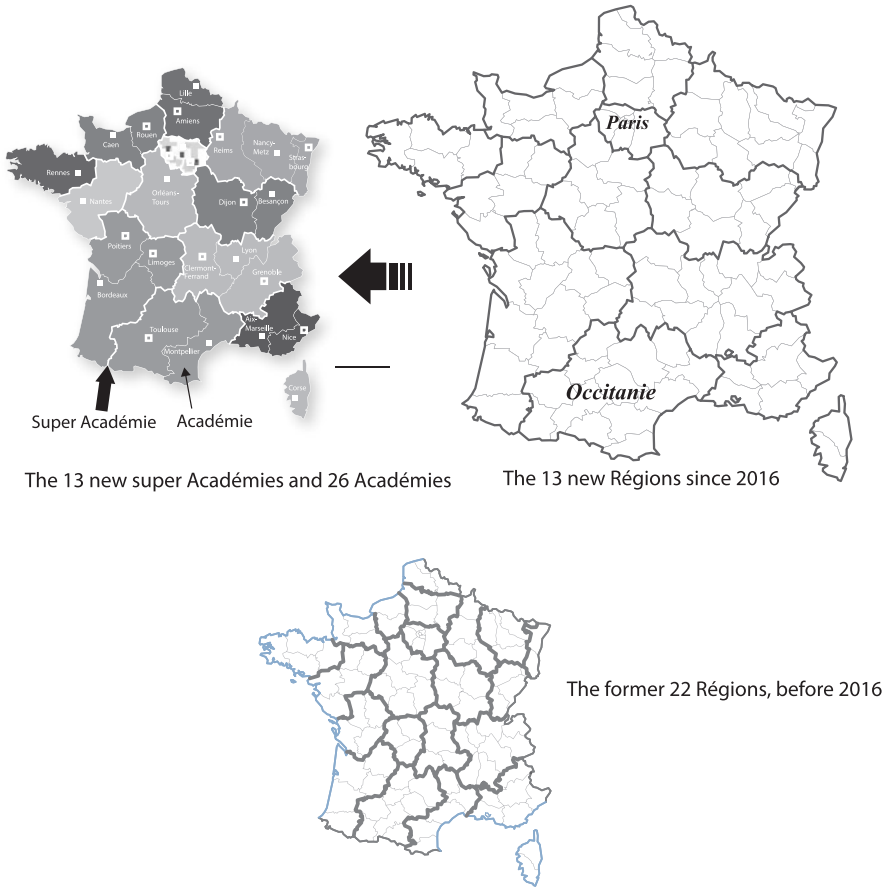 Lille
Amiens
Rouen
Caen
Reims
Nancy-
Metz
Stras-
bourg
Rennes
Orléans-
Tours
Nantes
Dijon
Besançon
Poitiers
Limoges
Clermont-
Ferrand
Lyon
Grenoble
Bordeaux
Toulouse
Montpellier
Aix-
Marseille
Nice
Corse
Super Académie
Académie
The 13 new super Académies and 26 Académies
Paris
Occitanie
The 13 new Régions since 2016
The former 22 Régions, before 2016